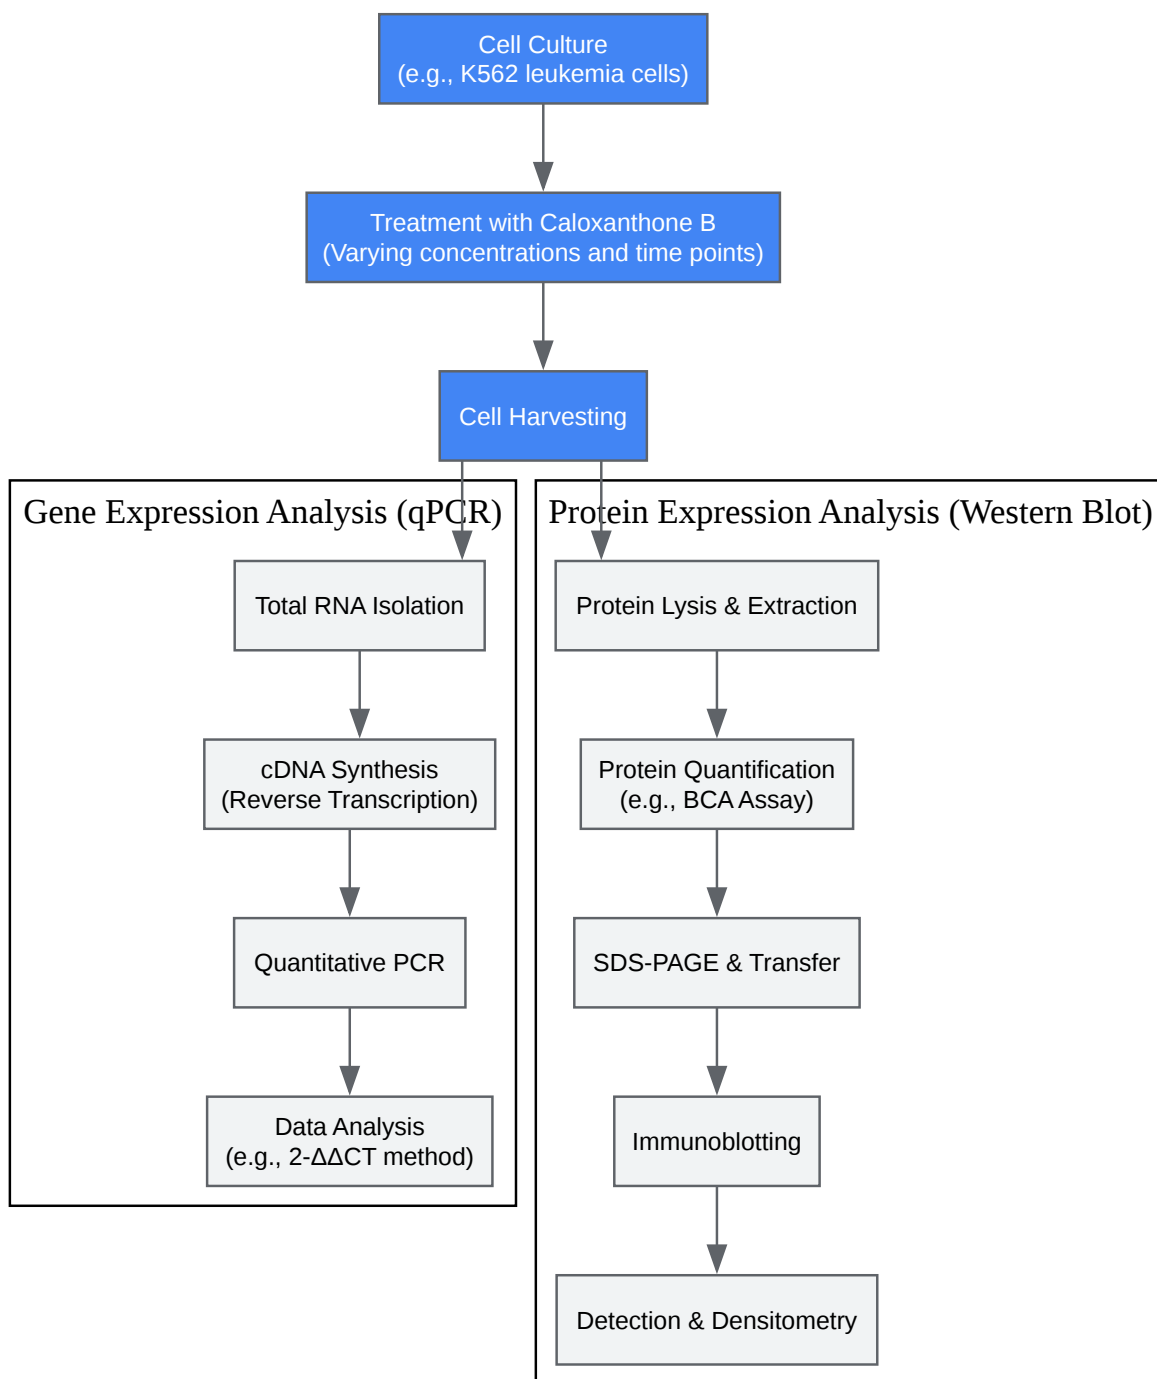 Cell Culture
(e.g., K562 leukemia cells)
Treatment with Caloxanthone B
(Varying concentrations and time points)
Cell Harvesting
Gene Expression Analysis (qPCR)
Total RNA Isolation
cDNA Synthesis
(Reverse Transcription)
Quantitative PCR
Data Analysis
(e.g., 2-ΔΔCT method)
Protein Expression Analysis (Western Blot)
Protein Lysis & Extraction
Protein Quantification
(e.g., BCA Assay)
SDS-PAGE & Transfer
Immunoblotting
Detection & Densitometry